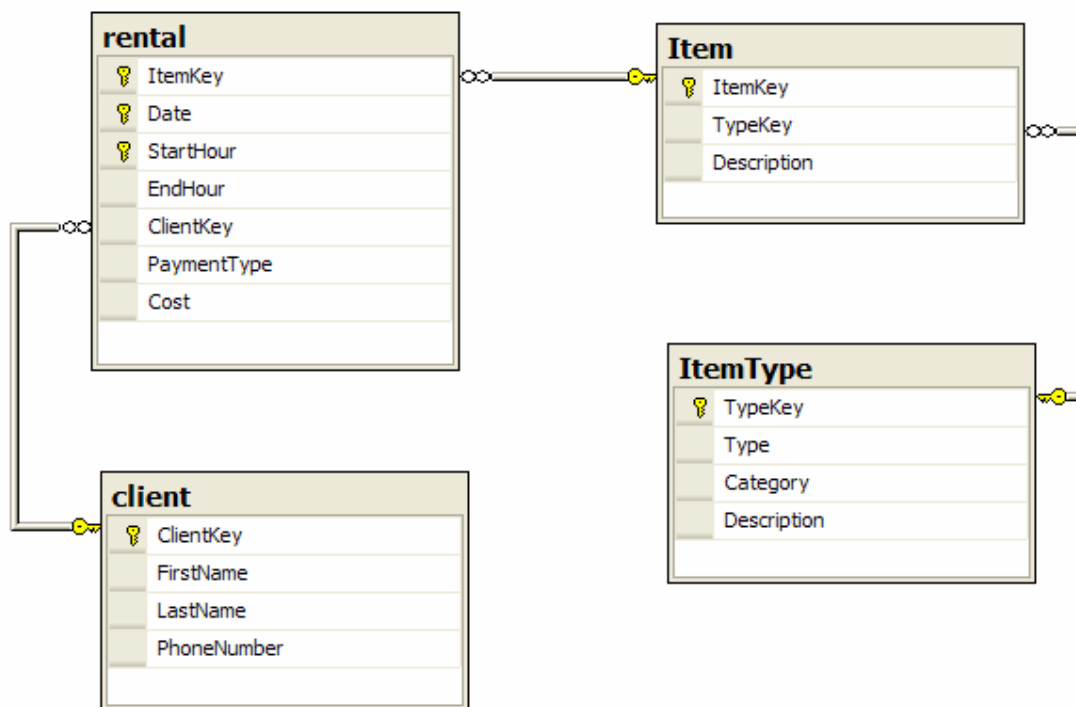 rental
ItemKey
Date
StartHour
EndHour
ClientKey
PaymentType
Cost
Item
ItemKey
TypeKey
Description
ItemType
TypeKey
Type
Category
Description
client
ClientKey
FirstName
LastName
PhoneNumber